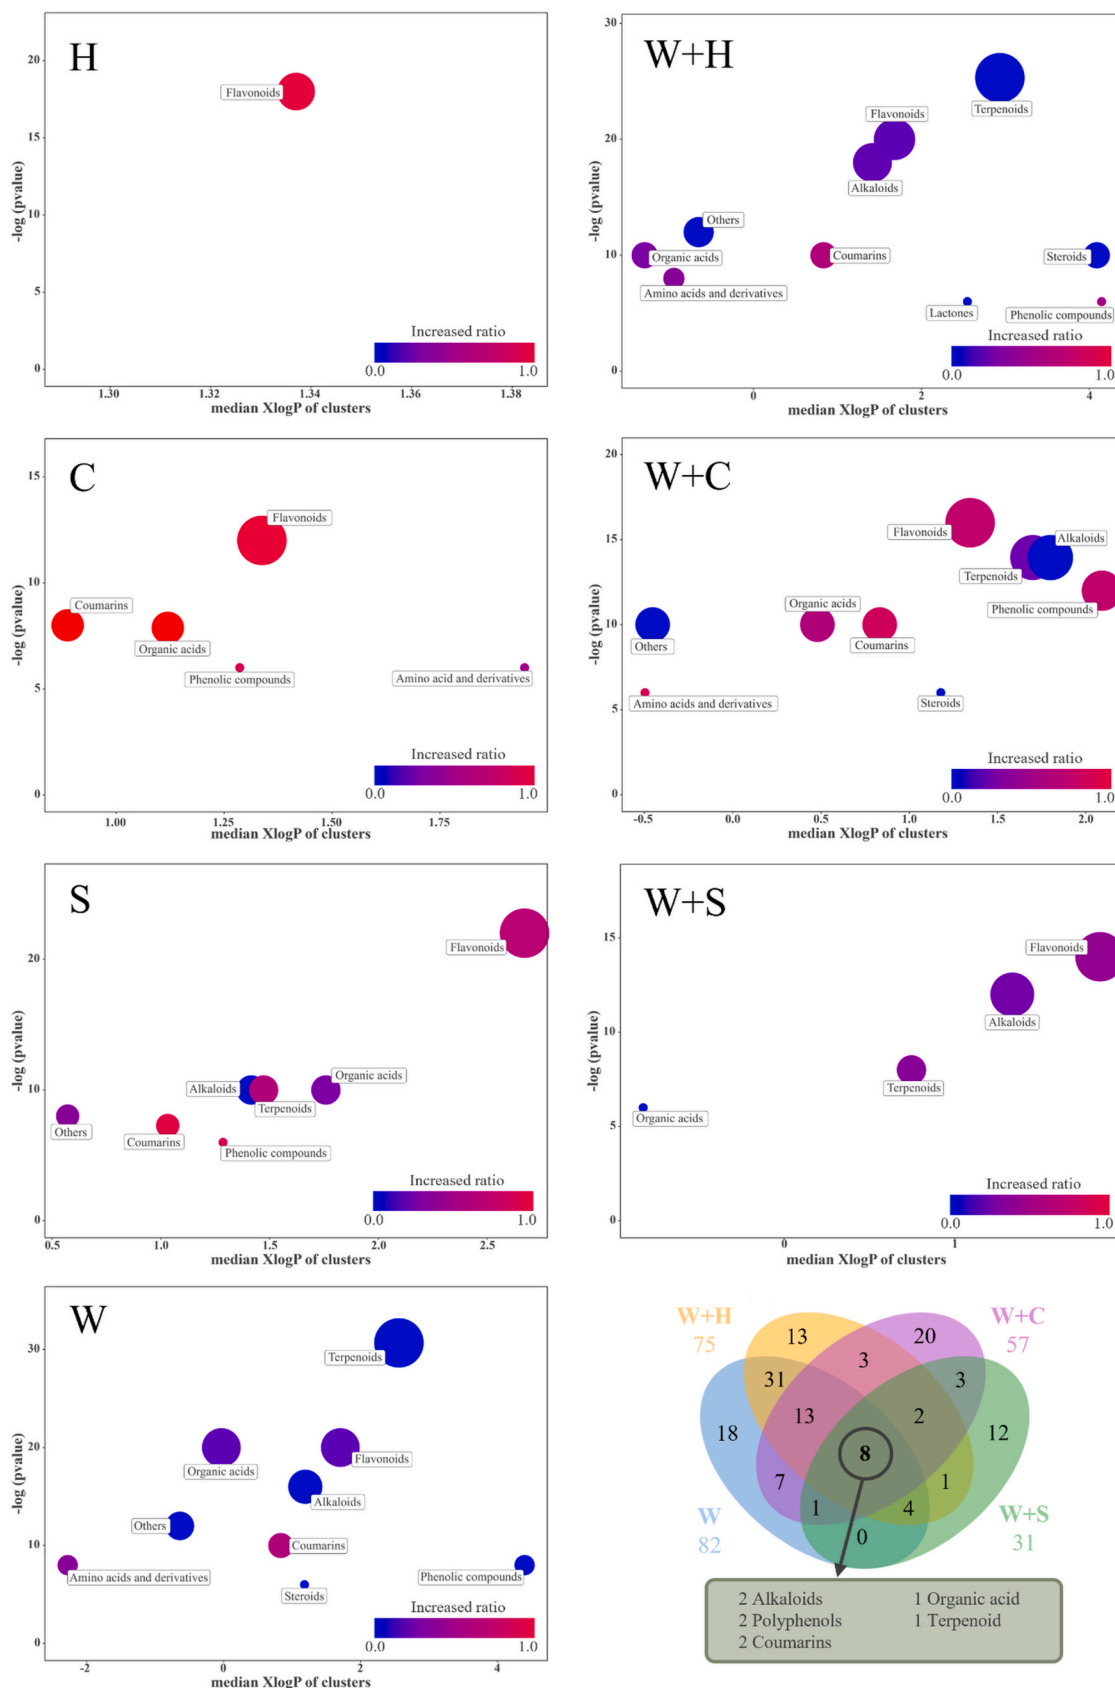 H
20
15
10
5
0
-log (pvalue)
Flavonoids
Increased ratio
0.0 1.0
1.30 1.32 1.34 1.36 1.38
median XlogP of clusters
W+H
30
20
10
0
-log (pvalue)
Terpenoids
Flavonoids
Alkaloids
Others
Organic acids
Coumarins
Steroids
Amino acids and derivatives
Lactones
Phenolic compounds
Increased ratio
0.0 1.0
0 2 4
median XlogP of clusters
C
15
10
5
0
-log (pvalue)
Flavonoids
Coumarins
Organic acids
Phenolic compounds
Amino acid and derivatives
Increased ratio
0.0 1.0
1.00 1.25 1.50 1.75
median XlogP of clusters
W+C
20
15
10
5
0
-log (pvalue)
Flavonoids
Alkaloids
Terpenoids
Phenolic compounds
Organic acids
Others
Coumarins
Amino acids and derivatives
Steroids
Increased ratio
0.0 1.0
-0.5 0.0 0.5 1.0 1.5 2.0
median XlogP of clusters
S
20
10
0
-log (pvalue)
Flavonoids
Organic acids
Alkaloids
Terpenoids
Others
Coumarins
Phenolic compounds
Increased ratio
0.0 1.0
0.5 1.0 1.5 2.0 2.5
median XlogP of clusters
W+S
15
10
5
0
-log (pvalue)
Flavonoids
Alkaloids
Terpenoids
Organic acids
Increased ratio
0.0 1.0
0 1
median XlogP of clusters
W
30
20
10
0
-log (pvalue)
Terpenoids
Flavonoids
Organic acids
Alkaloids
Others
Coumarins
Amino acids and derivatives
Phenolic compounds
Steroids
Increased ratio
0.0 1.0
-2 0 2 4
median XlogP of clusters
W+H
75
W+C
57
13 20
3
31 3
13 2
18 12
8
7 1
1 4
0
W
82
W+S
31
2 Alkaloids 1 Organic acid
2 Polyphenols 1 Terpenoid
2 Coumarins